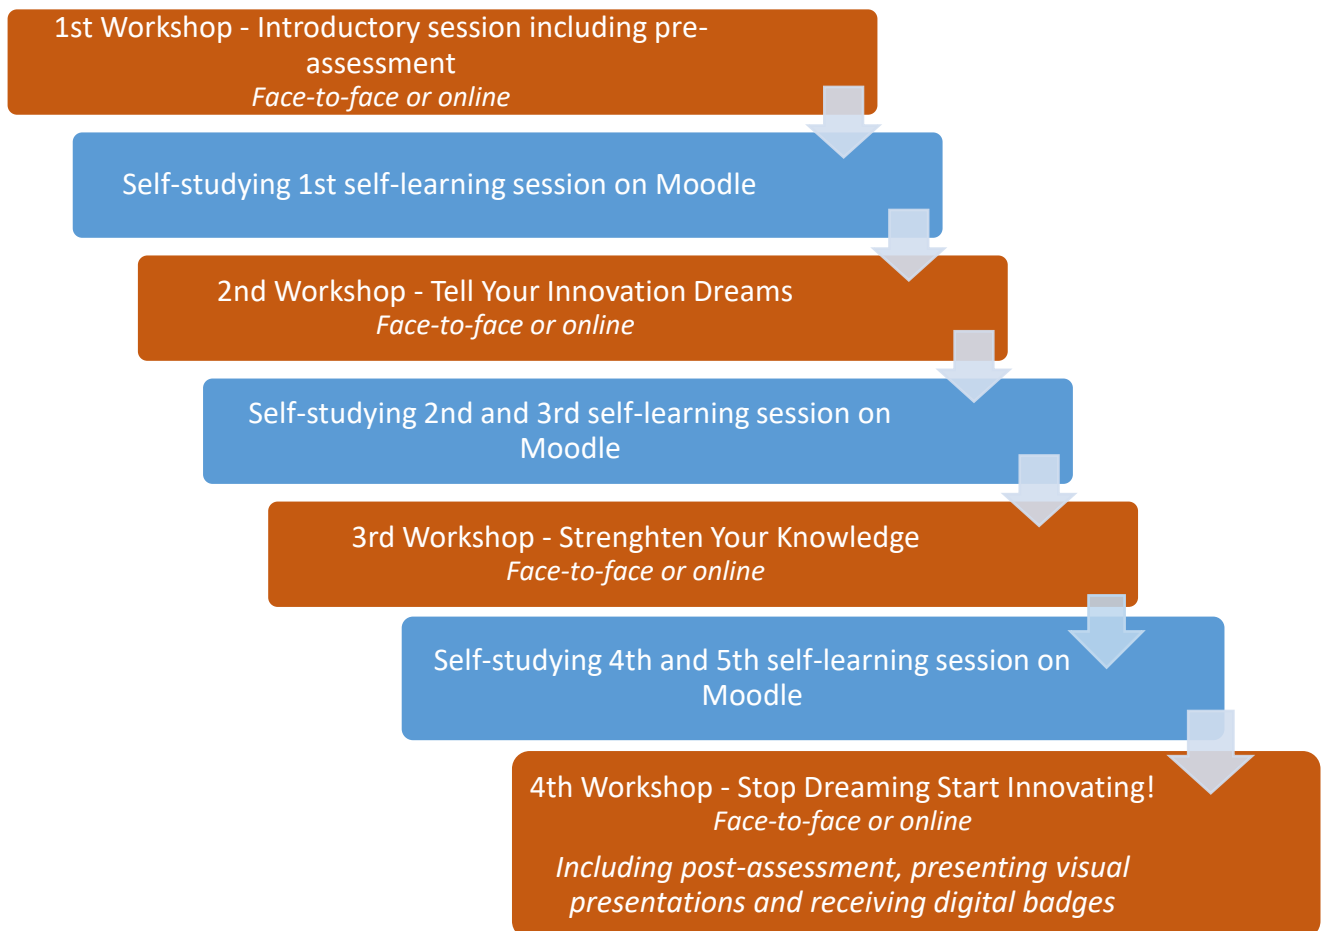 1st Workshop - Introductory session including pre-
assessment
Face-to-face or online
Self-studying 1st self-learning session on Moodle
2nd Workshop - Tell Your Innovation Dreams
Face-to-face or online
Self-studying 2nd and 3rd self-learning session on
Moodle
3rd Workshop - Strenghten Your Knowledge
Face-to-face or online
Self-studying 4th and 5th self-learning session on
Moodle
4th Workshop - Stop Dreaming Start Innovating!
Face-to-face or online
Including post-assessment, presenting visual
presentations and receiving digital badges